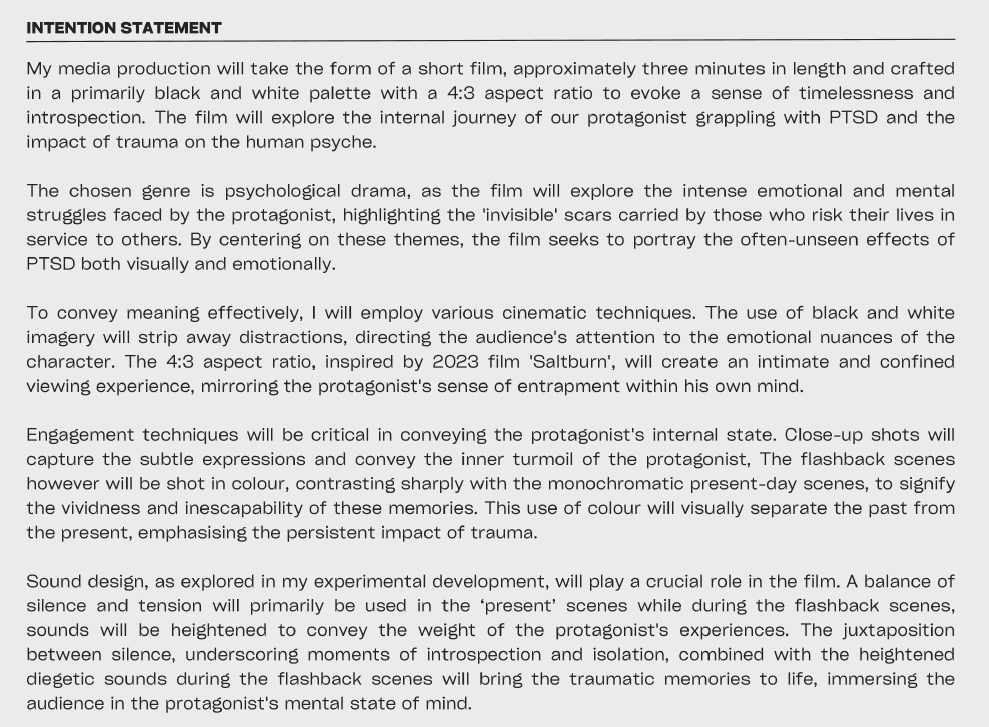 INTENTION STATEMENT
My media production will take the form of a short film, approximately three minutes in length and crafted
in a primarily black and white palette with a 4:3 aspect ratio to evoke a sense of timelessness and
introspection. The film will explore the internal journey of our protagonist grappling with PTSD and the
impact of trauma on the human psyche.
The chosen genre is psychological drama, as the film will explore the intense emotional and mental
struggles faced by the protagonist, highlighting the 'invisible' scars carried by those who risk their lives in
service to others. By centering on these themes, the film seeks to portray the often-unseen effects of
PTSD both visually and emotionally.
To convey meaning effectively, I will employ various cinematic techniques. The use of black and white
imagery will strip away distractions, directing the audience's attention to the emotional nuances of the
character. The 4:3 aspect ratio, inspired by 2023 film 'Saltburn', will create an intimate and confined
viewing experience, mirroring the protagonist's sense of entrapment within his own mind.
Engagement techniques will be critical in conveying the protagonist's internal state. Close-up shots will
capture the subtle expressions and convey the inner turmoil of the protagonist, The flashback scenes
however will be shot in colour, contrasting sharply with the monochromatic present-day scenes, to signify
the vividness and inescapability of these memories. This use of colour will visually separate the past from
the present, emphasising the persistent impact of trauma.
Sound design, as explored in my experimental development, will play a crucial role in the film. A balance of
silence and tension will primarily be used in the ‘present’ scenes while during the flashback scenes,
sounds will be heightened to convey the weight of the protagonist's experiences. The juxtaposition
between silence, underscoring moments of introspection and isolation, combined with the heightened
diegetic sounds during the flashback scenes will bring the traumatic memories to life, immersing the
audience in the protagonist's mental state of mind.